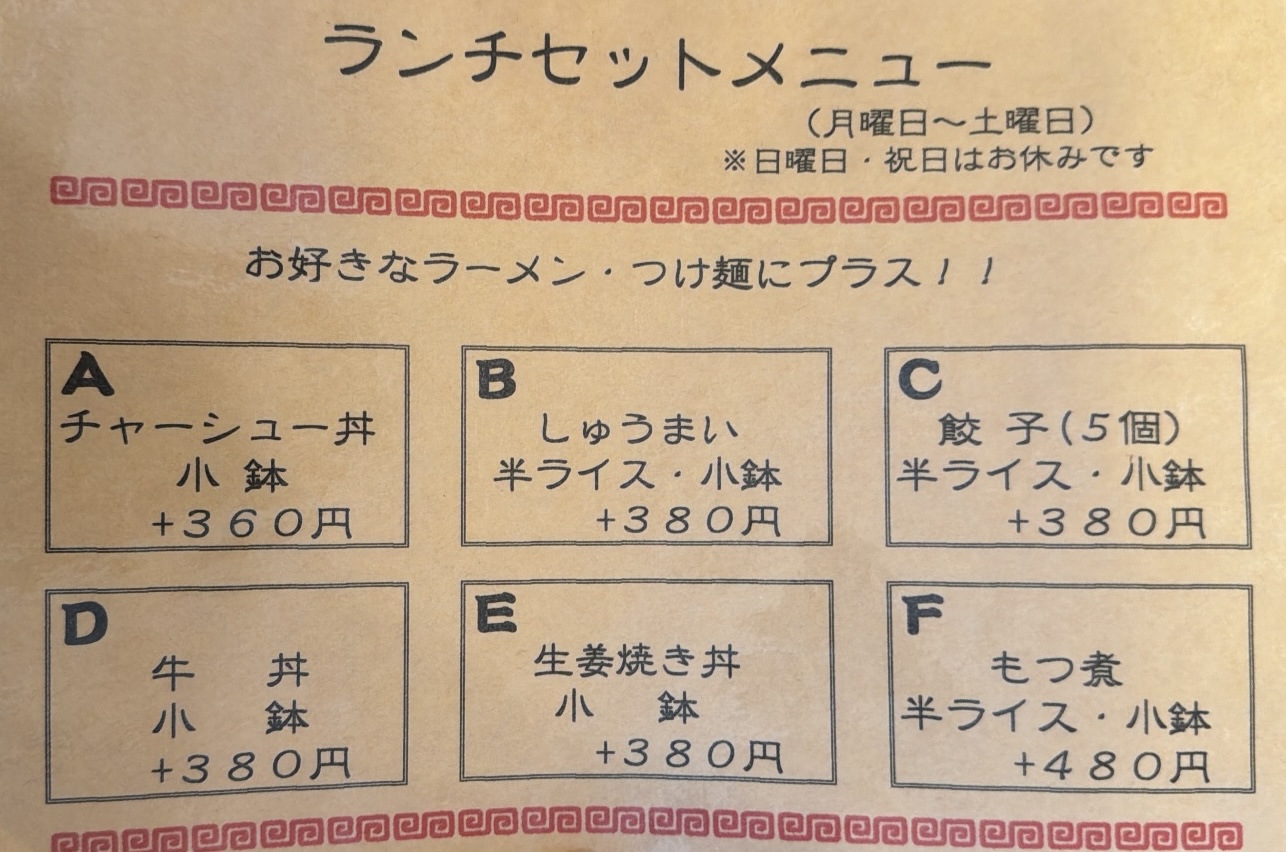 ランチセットメニュー
(月曜日～土曜日)
※日曜日・祝日はお休みです
お好きなラーメン・つけ麺にプラス！！
A
チャーシュー丼
小 鉢
+３６０円
B
しゅうまい
半ライス・小鉢
+３８０円
C
餃 子(５個)
半ライス・小鉢
+３８０円
D
牛　　丼
小　　鉢
+３８０円
E
生姜焼き丼
小　　鉢
+３８０円
F
もつ煮
半ライス・小鉢
+４８０円